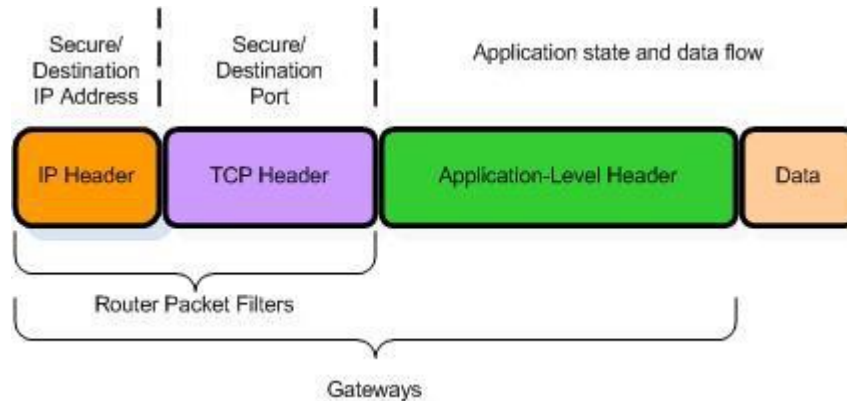 Secure/
Destination
IP Address
Secure/
Destination
Port
Application state and data flow
IP Header
TCP Header
Application-Level Header
Data
Router Packet Filters
Gateways